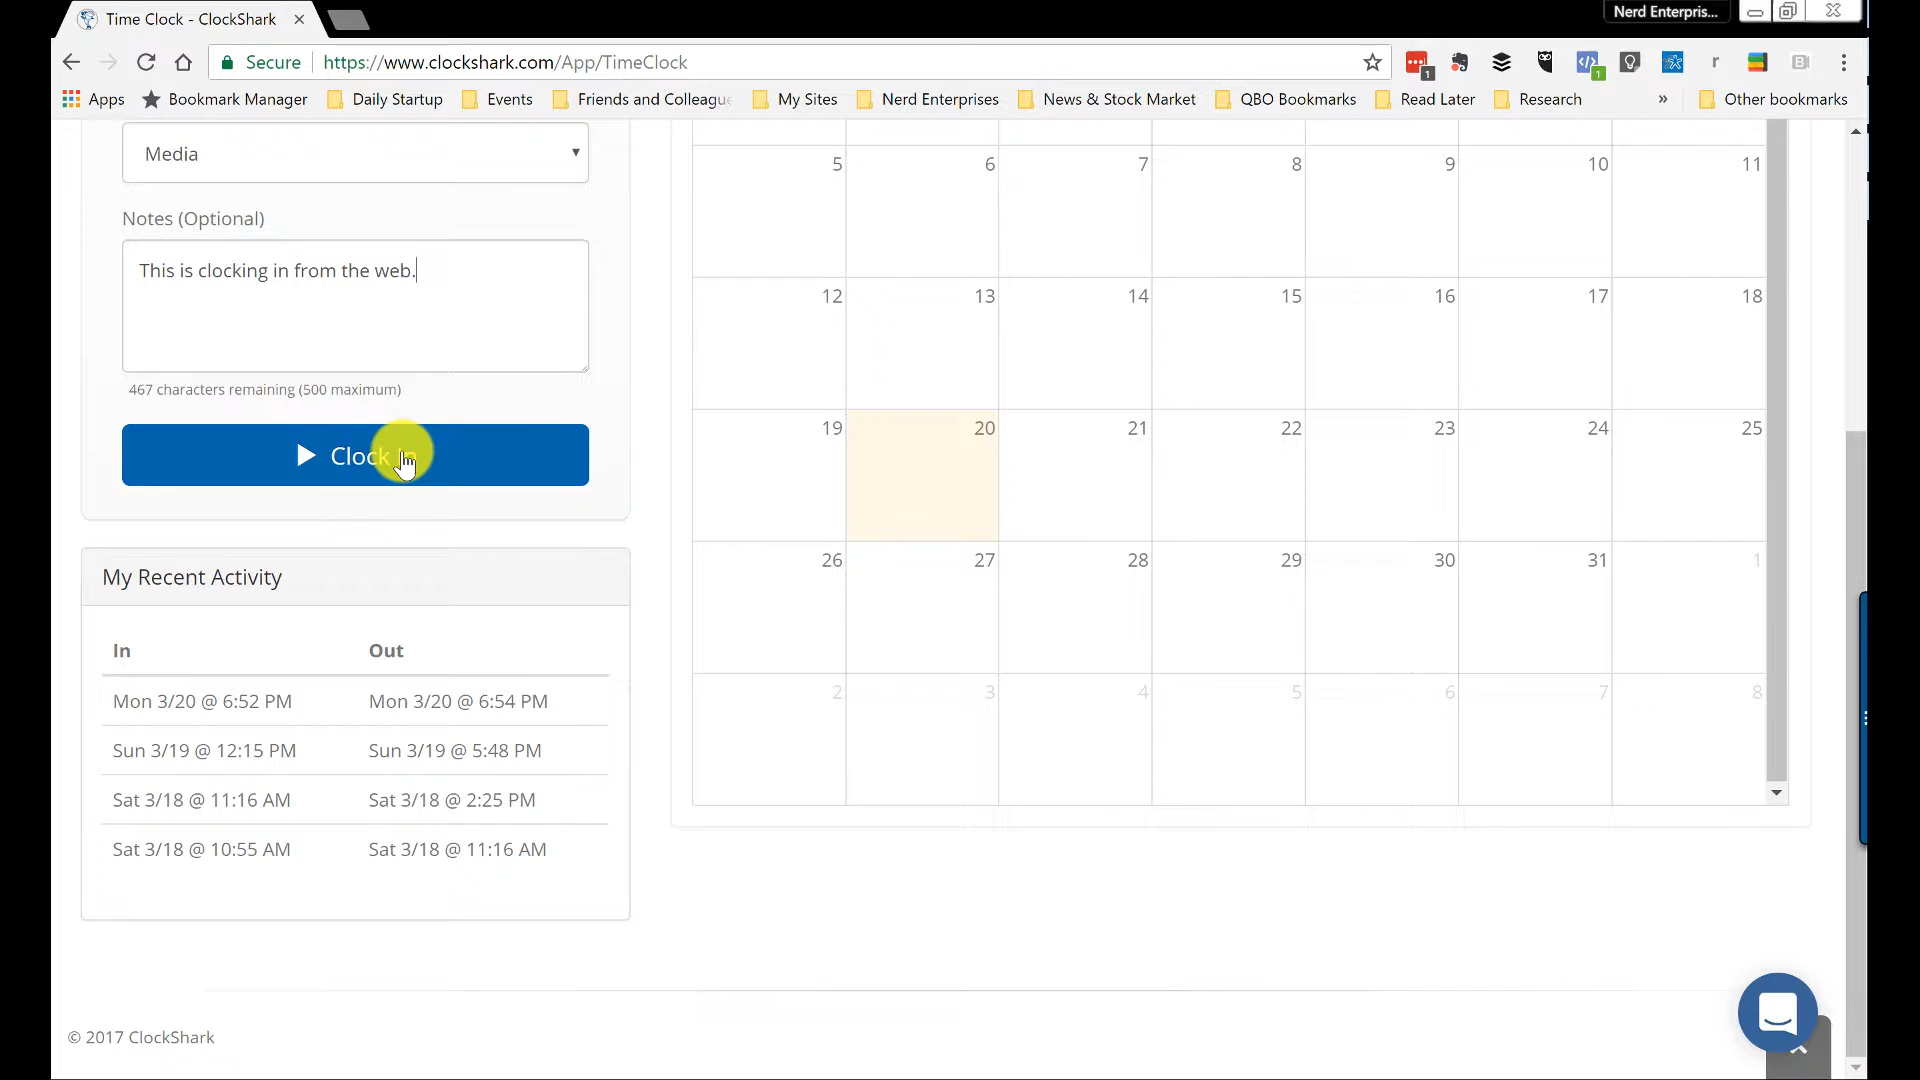 Time Clock - ClockShark
Nerd Enterpris...
Secure
https://www.clockshark.com/App/TimeClock
1
1
r
B
Apps
Bookmark Manager
Daily Startup
Events
Friends and Colleagu
My Sites
Nerd Enterprises
News & Stock Market
QBO Bookmarks
Read Later
Research
»
Other bookmarks
Media
Notes (Optional)
This is clocking in from the web.
467 characters remaining (500 maximum)
Clock
My Recent Activity
In Out
Mon 3/20 @ 6:52 PM Mon 3/20 @ 6:54 PM
Sun 3/19 @ 12:15 PM Sun 3/19 @ 5:48 PM
Sat 3/18 @ 11:16 AM Sat 3/18 @ 2:25 PM
Sat 3/18 @ 10:55 AM Sat 3/18 @ 11:16 AM
5 6 7 8 9 10 11
12 13 14 15 16 17 18
19 20 21 22 23 24 25
26 27 28 29 30 31 1
2 3 4 5 6 7 8
© 2017 ClockShark